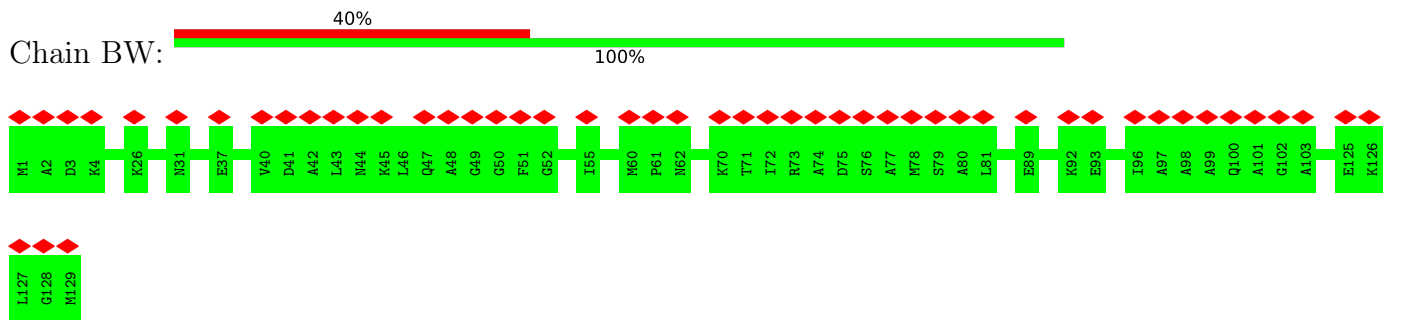 40%
Chain BW:
100%
M1 A2 D3 K4 K26 N31 E37 V40 D41 A42 L43 N44 K45 L46 Q47 A48 G49 G50 F51 G52 I55 M60 P61 N62 K70 T71 I72 R73 A74 D75 S76 A77 M78 S79 A80 L81 E89 K92 E93 I96 A97 A98 A99 Q100 A101 G102 A103 E125 K126
L127 G128 M129